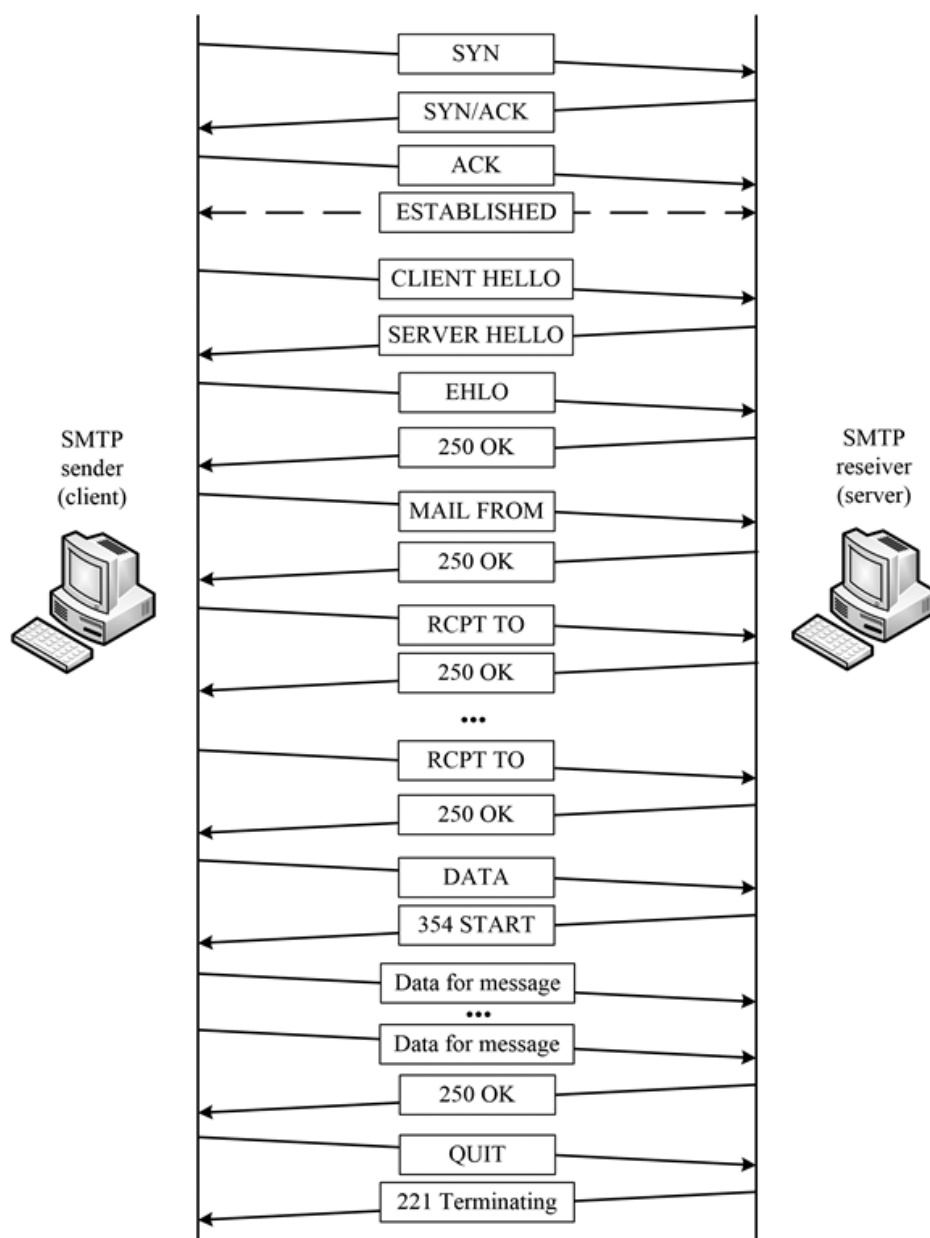 SYN
SYN/ACK
ACK
ESTABLISHED
CLIENT HELLO
SERVER HELLO
EHLO
250 OK
SMTP
sender
(client)
SMTP
reseiver
(server)
MAIL FROM
250 OK
RCPT TO
250 OK
...
RCPT TO
250 OK
DATA
354 START
Data for message
...
Data for message
250 OK
QUIT
221 Terminating